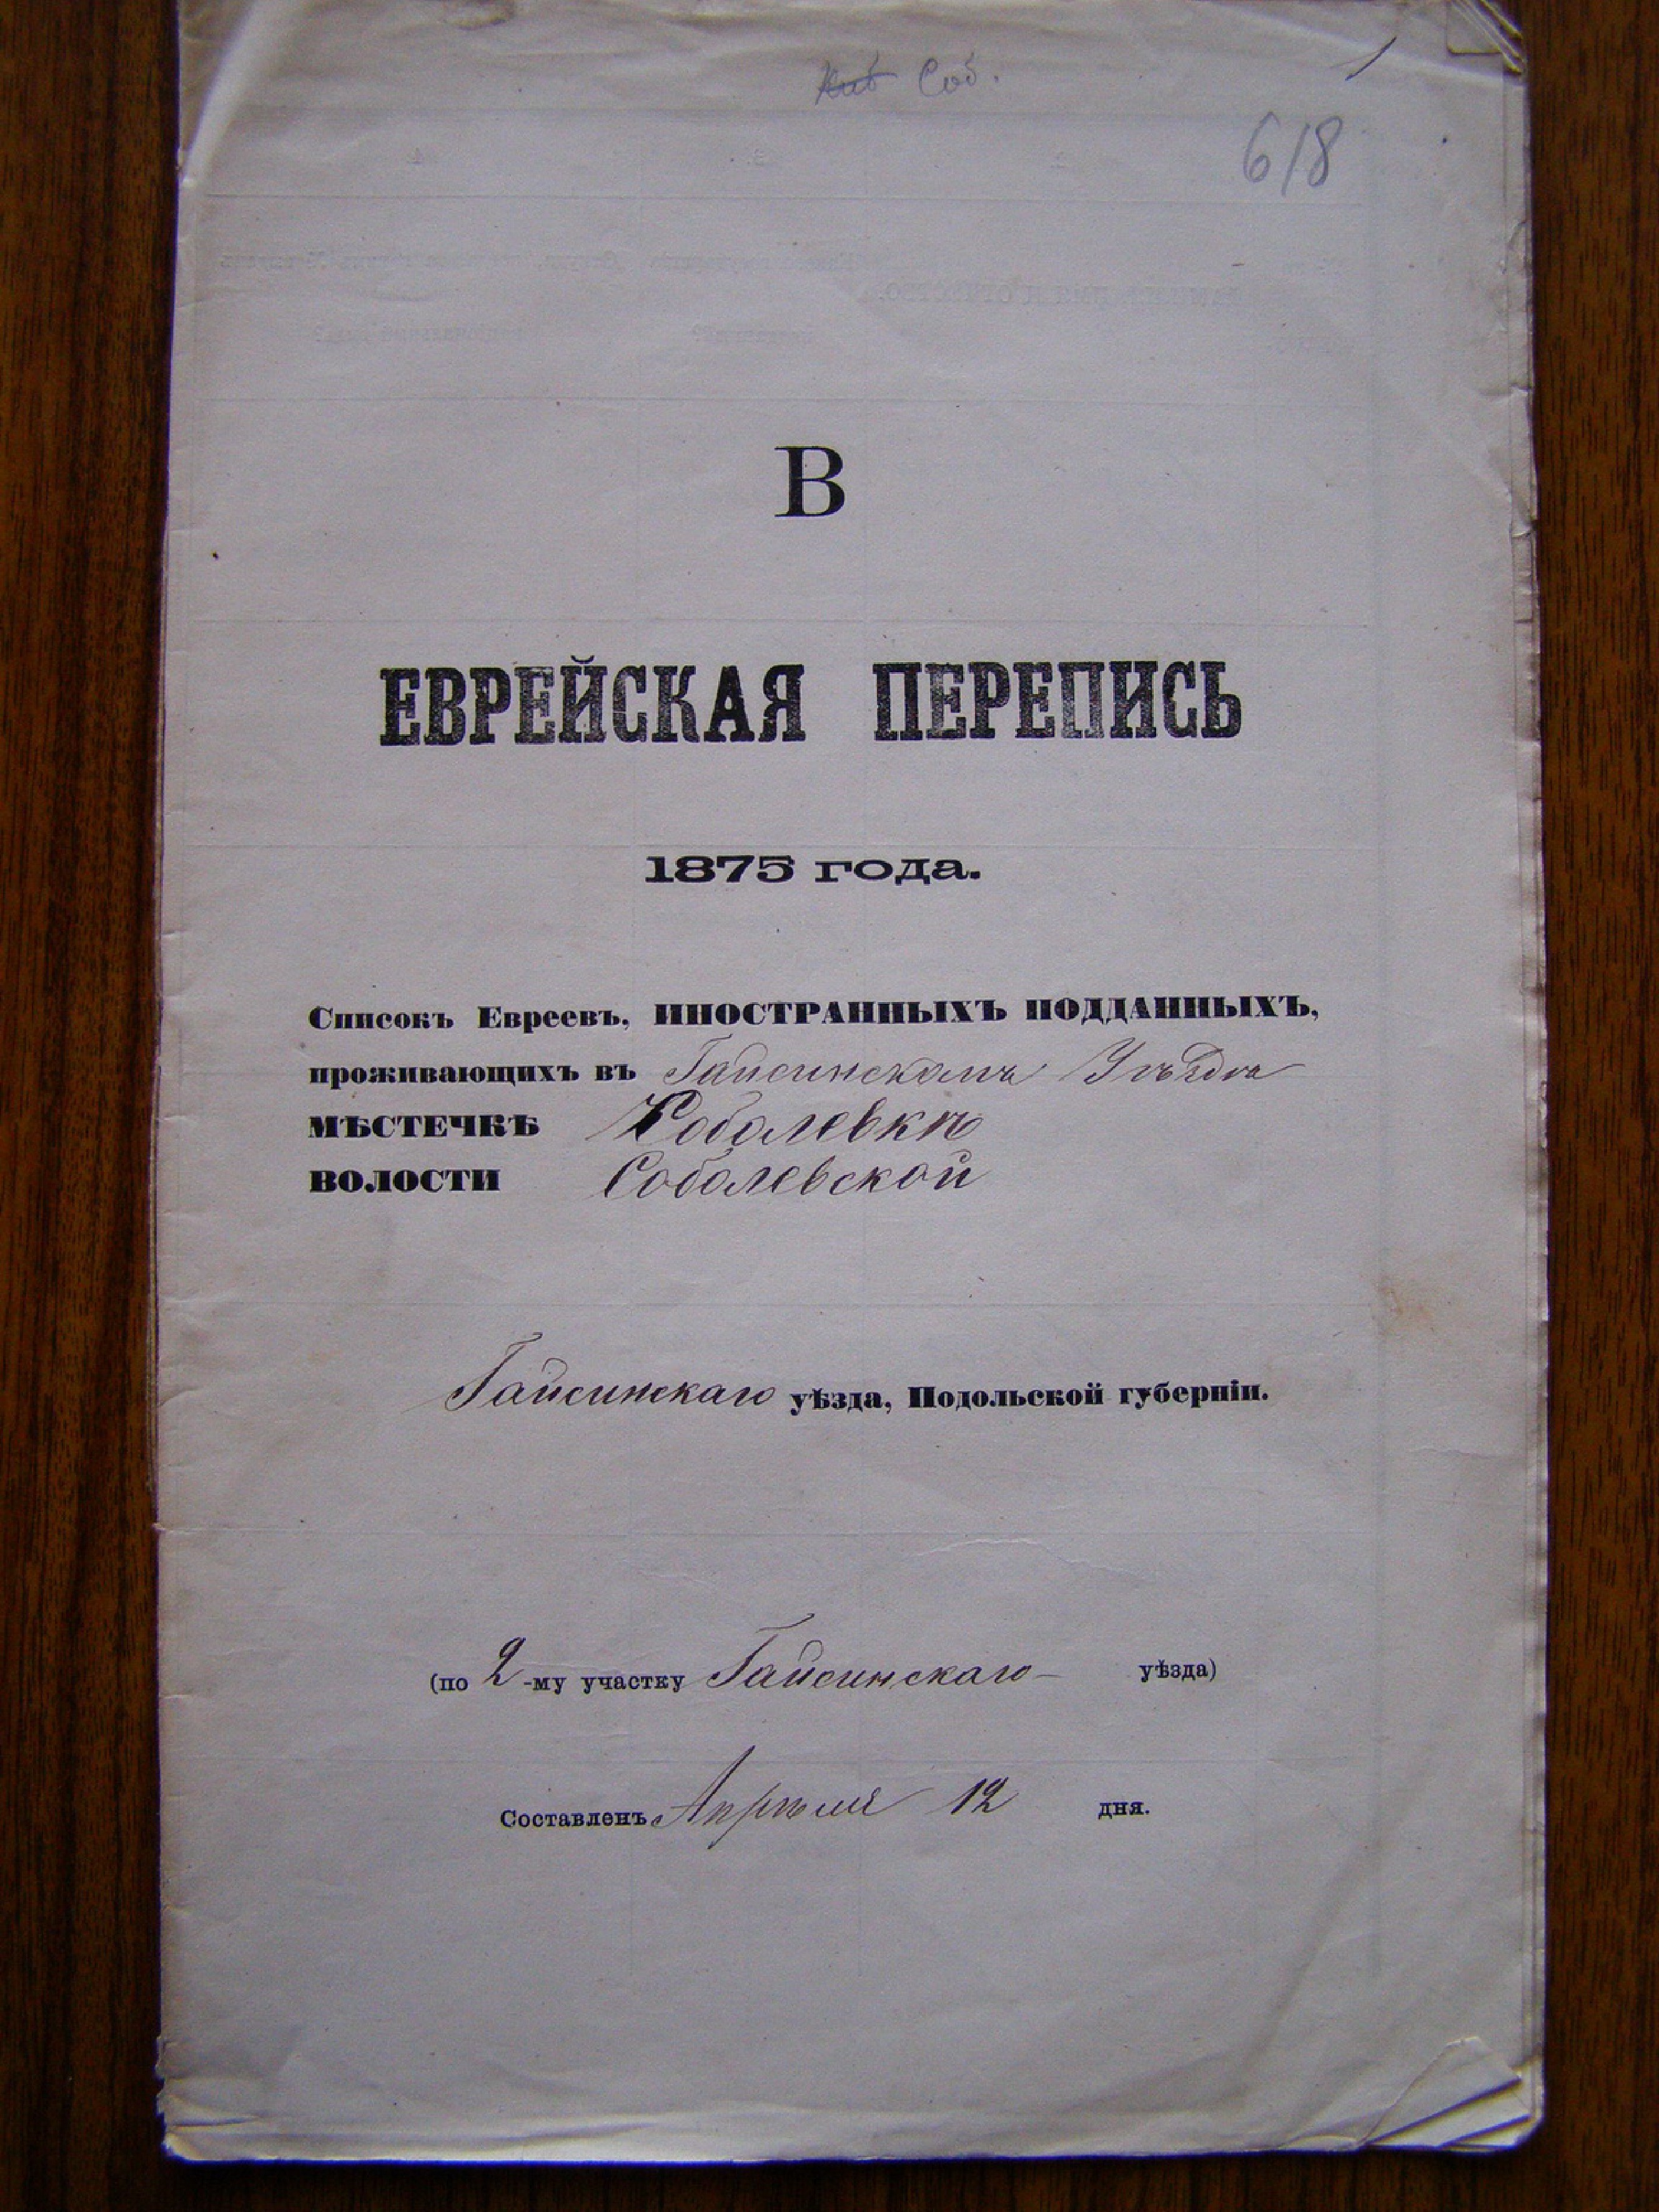 Соб.
1
618
В
ЕВРЕЙСКАЯ ПЕРЕПИСЬ
1875 года.
Списокъ Евреевъ, ИНОСТРАННЫХЪ ПОДДАННЫХЪ,
проживающихъ въ Гайсинскомъ Уѣздѣ
МѢСТЕЧКѢ Соболевкѣ
ВОЛОСТИ Соболевской
Гайсинскаго уѣзда, Подольской губерніи.
(по 2-му участку Гайсинскаго уѣзда)
Составленъ Апрѣля 12 дня.